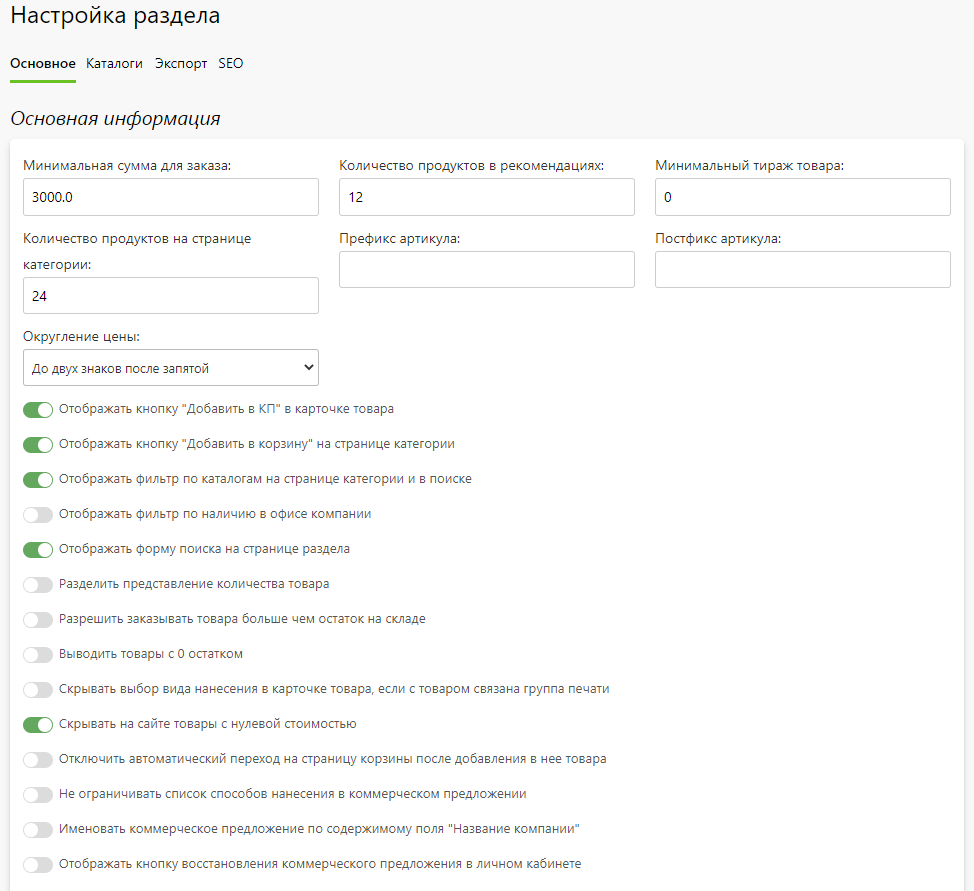 Настройка раздела
Основное Каталоги Экспорт SEO
Основная информация
Минимальная сумма для заказа: Количество продуктов в рекомендациях: Минимальный тираж товара:
3000.0 12 0
Количество продуктов на странице категории: Префикс артикула: Постфикс артикула:
24
Округление цены:
До двух знаков после запятой
Отображать кнопку "Добавить в КП" в карточке товара
Отображать кнопку "Добавить в корзину" на странице категории
Отображать фильтр по каталогам на странице категории и в поиске
Отображать фильтр по наличию в офисе компании
Отображать форму поиска на странице раздела
Разделить представление количества товара
Разрешить заказывать товара больше чем остаток на складе
Выводить товары с 0 остатком
Скрывать выбор вида нанесения в карточке товара, если с товаром связана группа печати
Скрывать на сайте товары с нулевой стоимостью
Отключить автоматический переход на страницу корзины после добавления в нее товара
Не ограничивать список способов нанесения в коммерческом предложении
Именовать коммерческое предложение по содержимому поля "Название компании"
Отображать кнопку восстановления коммерческого предложения в личном кабинете